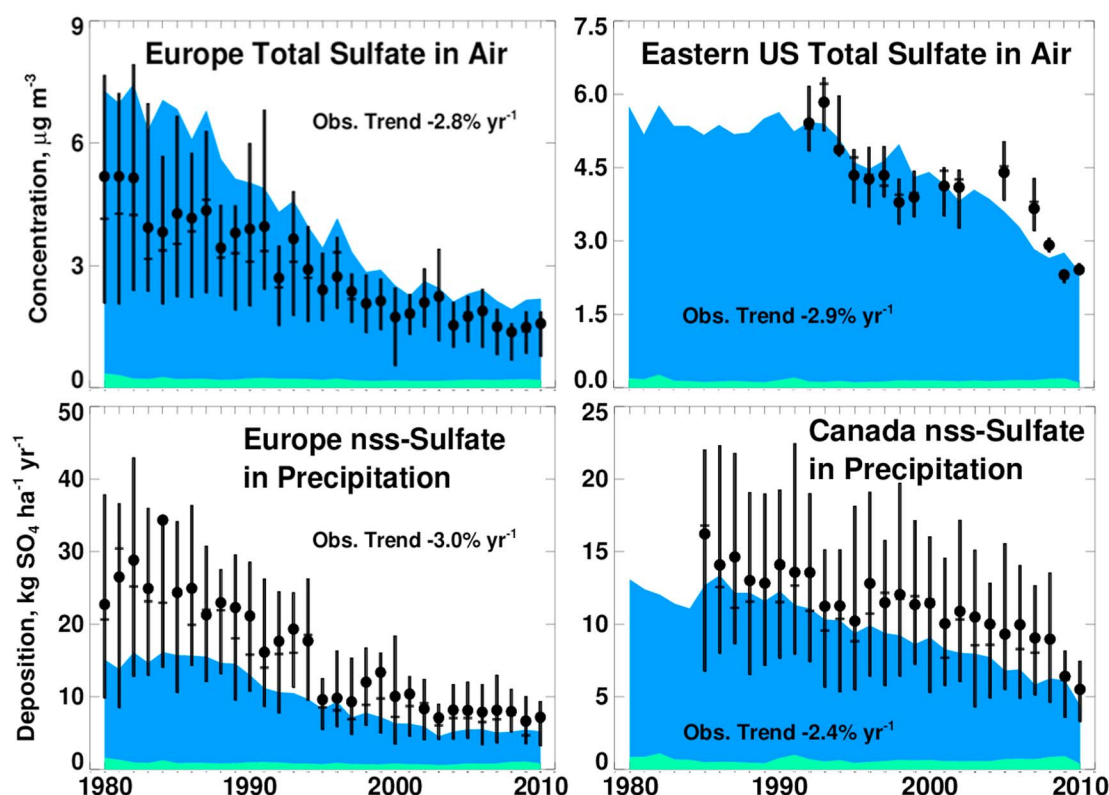 Europe Total Sulfate in Air
Obs. Trend -2.8% yr⁻¹
Concentration, µg m⁻³
9
6
3
0
Eastern US Total Sulfate in Air
Obs. Trend -2.9% yr⁻¹
7.5
6.0
4.5
3.0
1.5
0.0
Europe nss-Sulfate
in Precipitation
Obs. Trend -3.0% yr⁻¹
Deposition, kg SO₄ ha⁻¹ yr⁻¹
50
40
30
20
10
0
1980
1990
2000
2010
Canada nss-Sulfate
in Precipitation
Obs. Trend -2.4% yr⁻¹
25
20
15
10
5
0
1980
1990
2000
2010